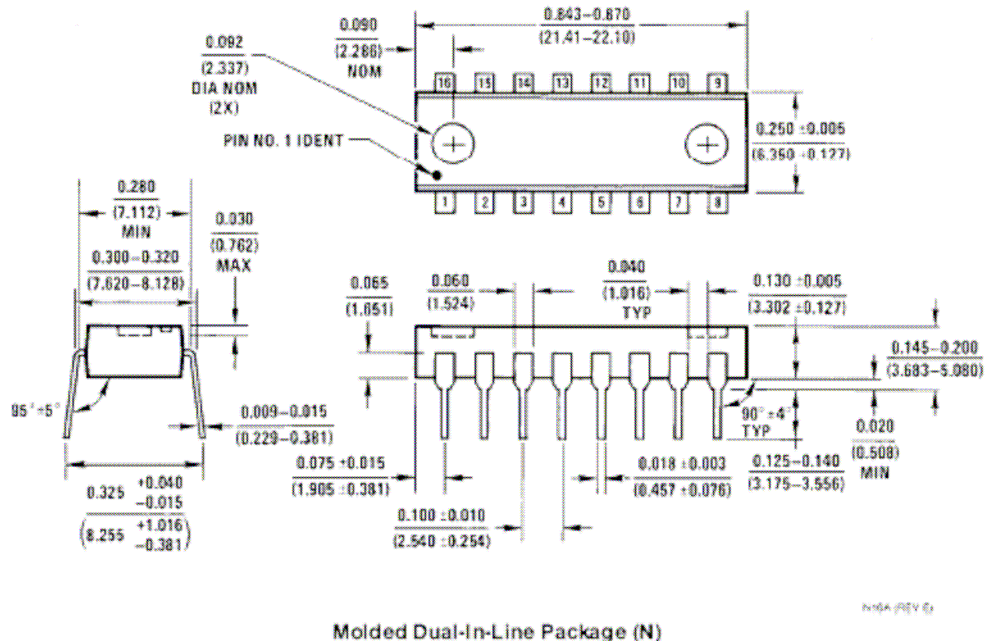 0.092
(2.337)
DIA NOM
(2X)
0.090
(2.286)
NOM
0.843–0.870
(21.41–22.10)
16 15 14 13 12 11 10 9
PIN NO. 1 IDENT
0.250 ±0.005
(6.350 ±0.127)
1 2 3 4 5 6 7 8
0.280
(7.112)
MIN
0.300–0.320
(7.620–8.128)
0.030
(0.762)
MAX
0.065
(1.651)
0.060
(1.524)
0.040
(1.016)
TYP
0.130 ±0.005
(3.302 ±0.127)
0.145–0.200
(3.683–5.080)
95° ±5°
0.009–0.015
(0.229–0.381)
90° ±4°
TYP
0.020
(0.508)
MIN
0.125–0.140
(3.175–3.556)
0.075 ±0.015
(1.905 ±0.381)
0.018 ±0.003
(0.457 ±0.076)
0.100 ±0.010
(2.540 ±0.254)
0.325 +0.040 –0.015
(8.255 +1.016 –0.381)
N16A (REV E)
Molded Dual-In-Line Package (N)